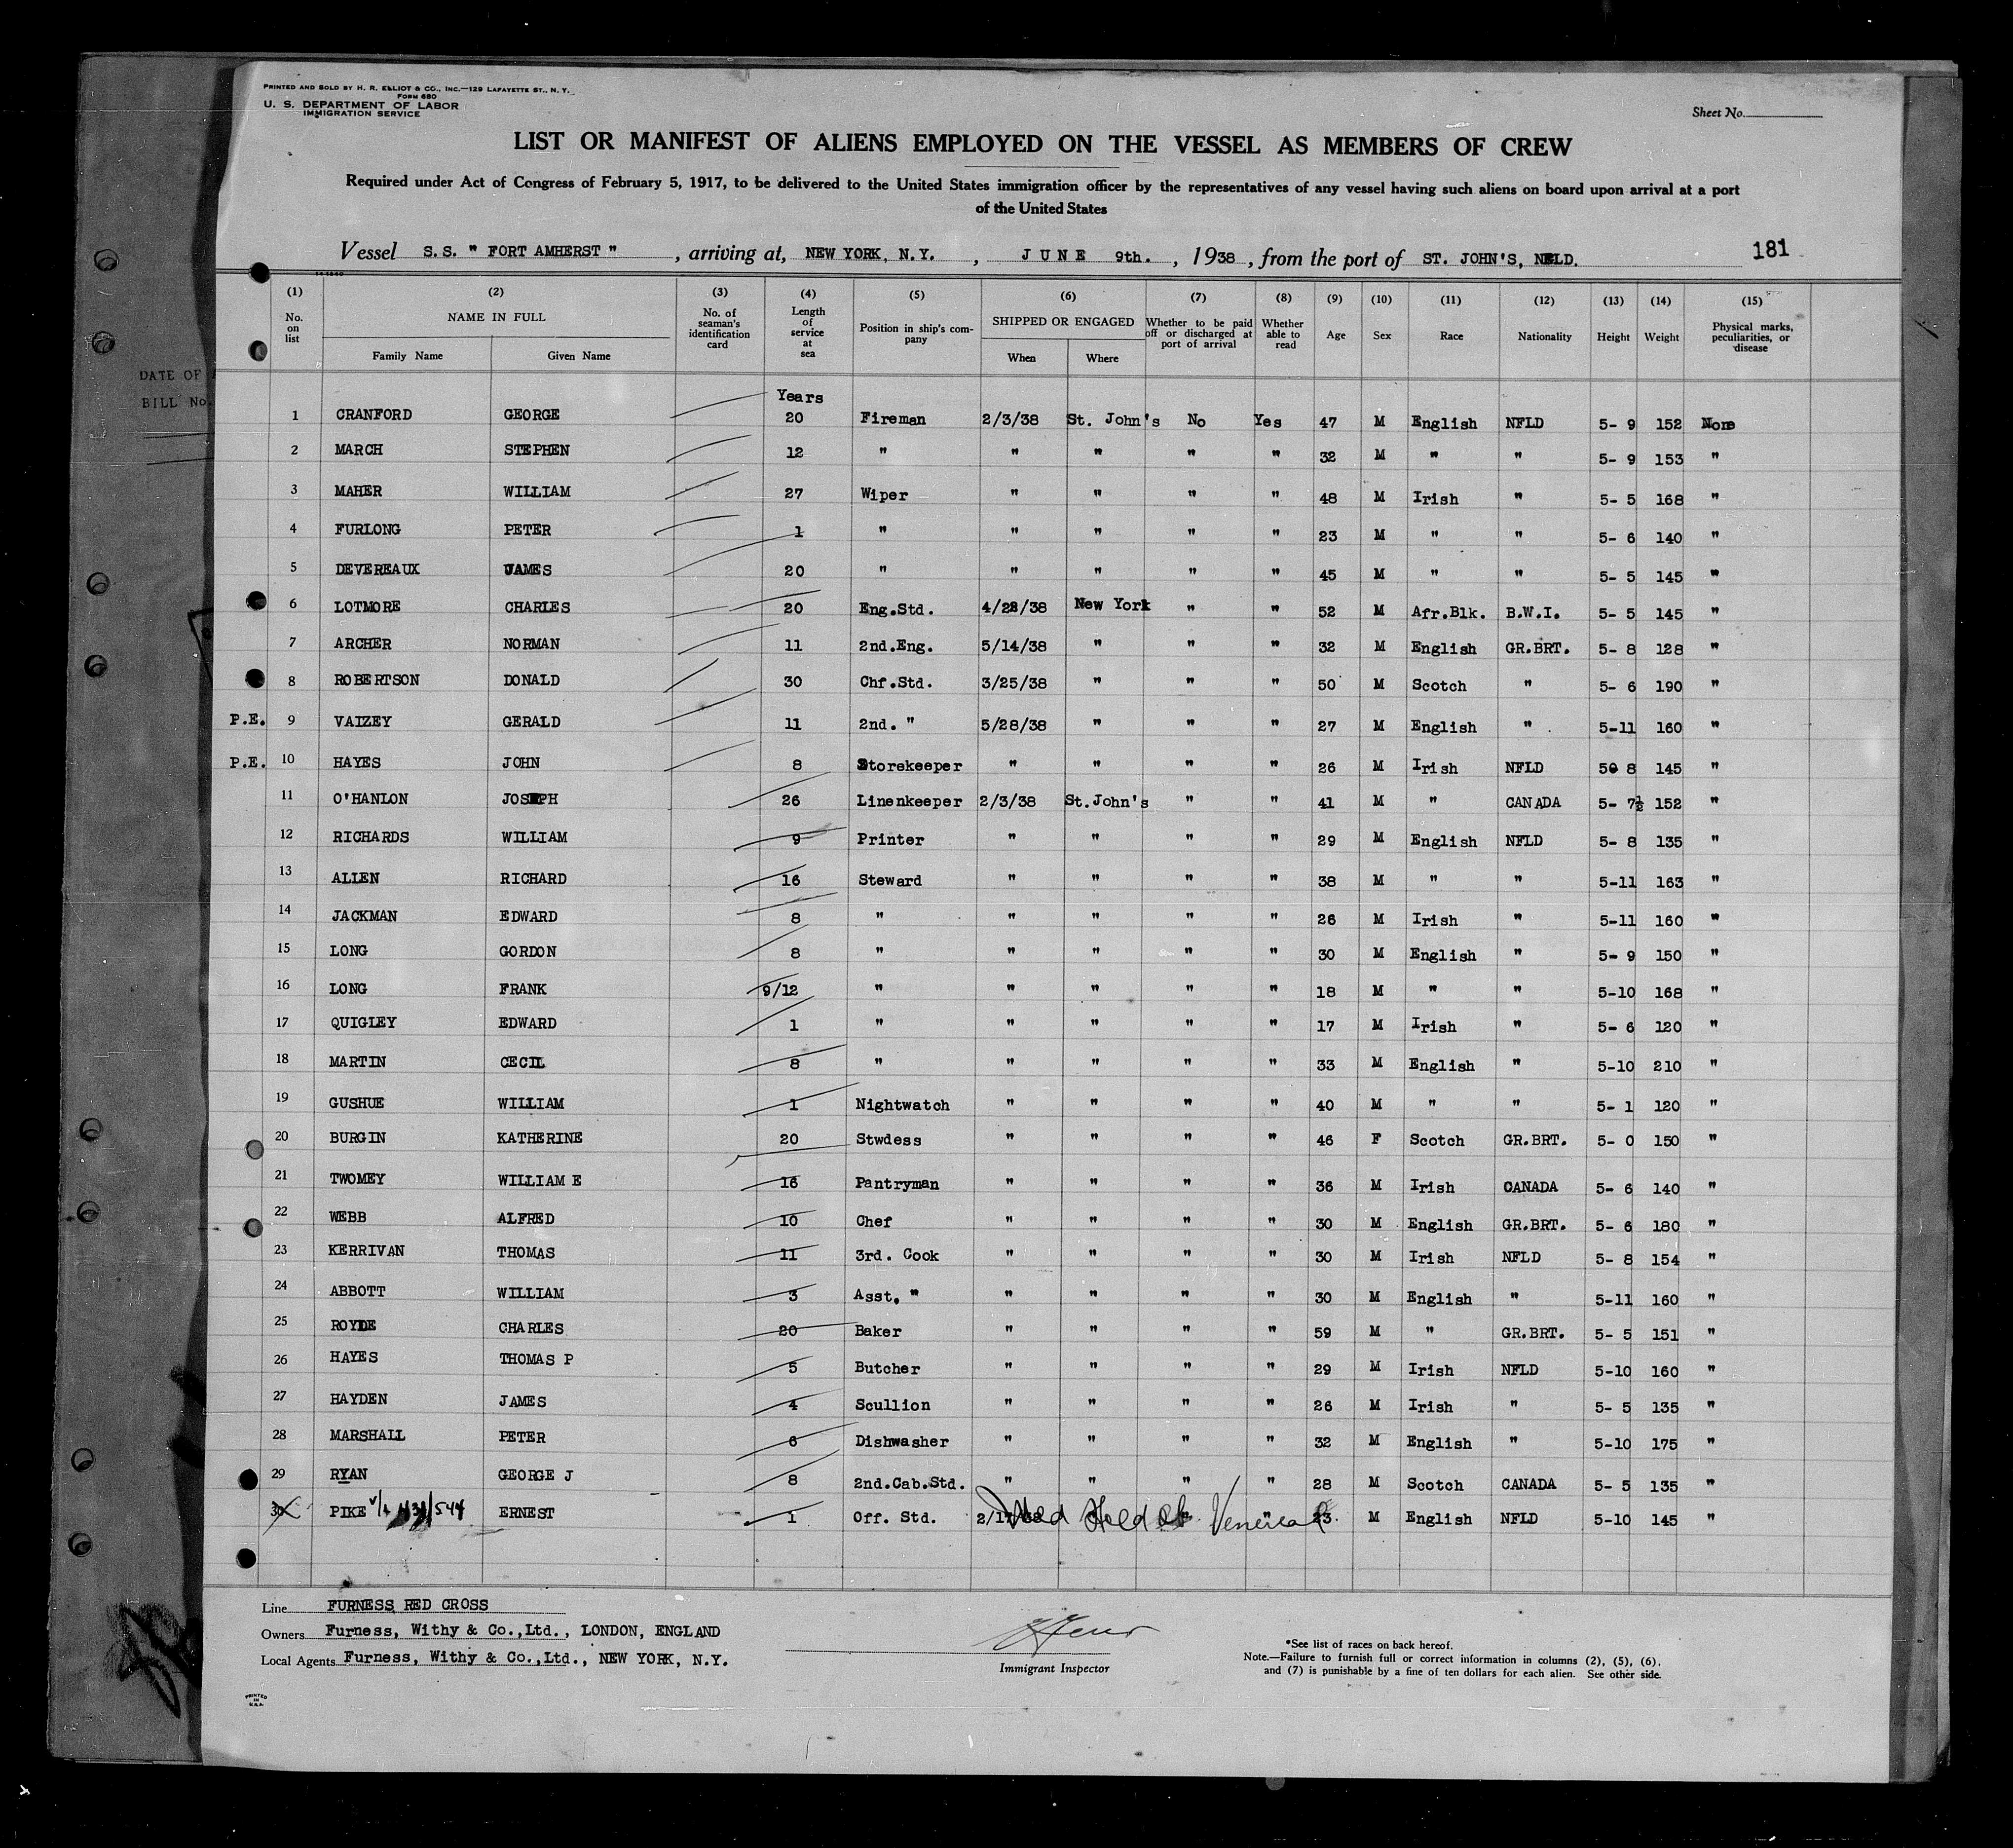 PRINTED AND SOLD BY H. R. ELLIOT & CO., INC.—129 LAFAYETTE ST., N. Y.
FORM 680
U. S. DEPARTMENT OF LABOR
IMMIGRATION SERVICE
Sheet No.
LIST OR MANIFEST OF ALIENS EMPLOYED ON THE VESSEL AS MEMBERS OF CREW
Required under Act of Congress of February 5, 1917, to be delivered to the United States immigration officer by the representatives of any vessel having such aliens on board upon arrival at a port
of the United States
Vessel S.S. " FORT AMHERST " , arriving at, NEW YORK, N.Y. , JUNE 9th. , 1938 , from the port of ST. JOHN'S, NFLD. 181
(1) (2) (3) (4) (5) (6) (7) (8) (9) (10) (11) (12) (13) (14) (15)
No. on list NAME IN FULL Family Name Given Name No. of seaman's identification card Length of service at sea Position in ship's company SHIPPED OR ENGAGED When Where Whether to be paid off or discharged at port of arrival Whether able to read Age Sex Race Nationality Height Weight Physical marks, peculiarities, or disease
DATE OF
BILL No.
Years
1 CRANFORD GEORGE 20 Fireman 2/3/38 St. John's No Yes 47 M English NFLD 5- 9 152 None
2 MARCH STEPHEN 12 " " " " " 32 M " " 5- 9 153 "
3 MAHER WILLIAM 27 Wiper " " " " 48 M Irish " 5- 5 168 "
4 FURLONG PETER 1 " " " " " 23 M " " 5- 6 140 "
5 DEVEREAUX JAMES 20 " " " " " 45 M " " 5- 5 145 "
6 LOTMORE CHARLES 20 Eng.Std. 4/28/38 New York " " 52 M Afr.Blk. B.W.I. 5- 5 145 "
7 ARCHER NORMAN 11 2nd.Eng. 5/14/38 " " " 32 M English GR.BRT. 5- 8 128 "
8 ROBERTSON DONALD 30 Chf.Std. 3/25/38 " " " 50 M Scotch " 5- 6 190 "
P.E. 9 VAIZEY GERALD 11 2nd. " 5/28/38 " " " 27 M English " 5-11 160 "
P.E. 10 HAYES JOHN 8 Storekeeper " " " " 26 M Irish NFLD 5- 8 145 "
11 O'HANLON JOSEPH 26 Linenkeeper 2/3/38 St.John's " " 41 M " CANADA 5- 7½ 152 "
12 RICHARDS WILLIAM 9 Printer " " " " 29 M English NFLD 5- 8 135 "
13 ALLEN RICHARD 16 Steward " " " " 38 M " " 5-11 163 "
14 JACKMAN EDWARD 8 " " " " " 26 M Irish " 5-11 160 "
15 LONG GORDON 8 " " " " " 30 M English " 5- 9 150 "
16 LONG FRANK 9/12 " " " " " 18 M " " 5-10 168 "
17 QUIGLEY EDWARD 1 " " " " " 17 M Irish " 5- 6 120 "
18 MARTIN CECIL 8 " " " " " 33 M English " 5-10 210 "
19 GUSHUE WILLIAM 1 Nightwatch " " " " 40 M " " 5- 1 120 "
20 BURGIN KATHERINE 20 Stwdess " " " " 46 F Scotch GR.BRT. 5- 0 150 "
21 TWOMEY WILLIAM E 16 Pantryman " " " " 36 M Irish CANADA 5- 6 140 "
22 WEBB ALFRED 10 Chef " " " " 30 M English GR.BRT. 5- 6 180 "
23 KERRIVAN THOMAS 11 3rd. Cook " " " " 30 M Irish NFLD 5- 8 154 "
24 ABBOTT WILLIAM 3 Asst. " " " " " 30 M English " 5-11 160 "
25 ROYDE CHARLES 20 Baker " " " " 59 M " GR.BRT. 5- 5 151 "
26 HAYES THOMAS P 5 Butcher " " " " 29 M Irish NFLD 5-10 160 "
27 HAYDEN JAMES 4 Scullion " " " " 26 M Irish " 5- 5 135 "
28 MARSHALL PETER 6 Dishwasher " " " " 32 M English " 5-10 175 "
29 RYAN GEORGE J 8 2nd.Cab.Std. " " " " 28 M Scotch CANADA 5- 5 135 "
30 PIKE ERNEST 1 Off. Std. Med Hold Venereal " 23. M English NFLD 5-10 145 "
Line FURNESS RED CROSS
Owners Furness, Withy & Co.,Ltd., LONDON, ENGLAND
Local Agents Furness, Withy & Co.,Ltd., NEW YORK, N.Y.
Immigrant Inspector
*See list of races on back hereof.
Note.—Failure to furnish full or correct information in columns (2), (5), (6),
and (7) is punishable by a fine of ten dollars for each alien. See other side.
PRINTED
IN
U.S.A.